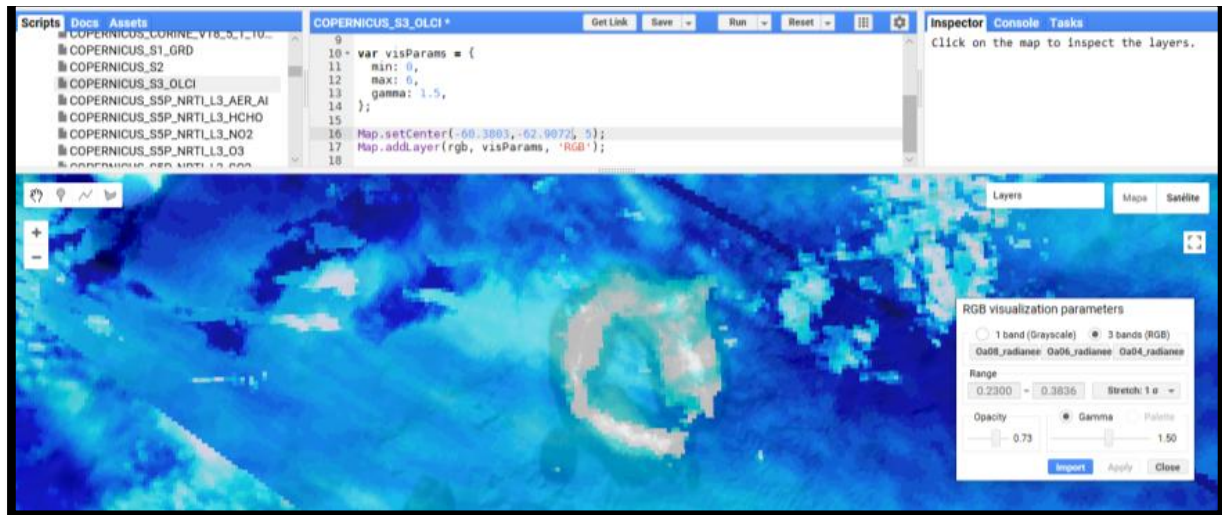 Scripts Docs Assets
COPERNICUS_CORINE_V18_5_1_10...
COPERNICUS_S1_GRD
COPERNICUS_S2
COPERNICUS_S3_OLCI
COPERNICUS_S5P_NRTI_L3_AER_AI
COPERNICUS_S5P_NRTI_L3_HCHO
COPERNICUS_S5P_NRTI_L3_NO2
COPERNICUS_S5P_NRTI_L3_O3
COPERNICUS_S3_OLCI *
Get Link Save Run Reset
9
10 var visParams = {
11 min: 0,
12 max: 6,
13 gamma: 1.5,
14 };
15
16 Map.setCenter(-60.3803,-62.9072, 5);
17 Map.addLayer(rgb, visParams, 'RGB');
18
Inspector Console Tasks
Click on the map to inspect the layers.
+
−
Layers
Mapa Satélite
RGB visualization parameters
1 band (Grayscale) 3 bands (RGB)
Oa08_radiance Oa06_radiance Oa04_radiance
Range
0.2300 – 0.3836 Stretch: 1 σ
Opacity Gamma Palette
0.73 1.50
Import Apply Close